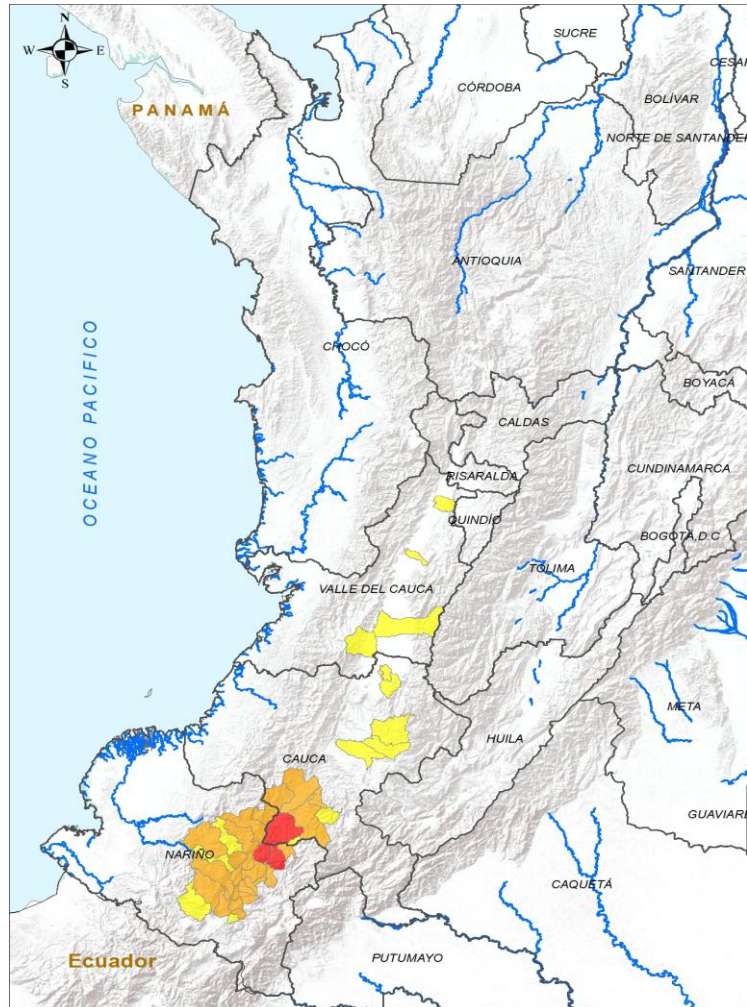 N
W E
S
PANAMÁ
SUCRE
CÓRDOBA
BOLÍVAR
NORTE DE SANTANDER
ANTIOQUIA
SANTANDER
OCEANO PACIFICO
CHOCÓ
BOYACÁ
CALDAS
CUNDINAMARCA
RISARALDA
QUINDÍO
BOGOTÁ,D.C
TOLIMA
VALLE DEL CAUCA
META
HUILA
CAUCA
GUAVIARE
NARIÑO
CAQUETÁ
Ecuador
PUTUMAYO